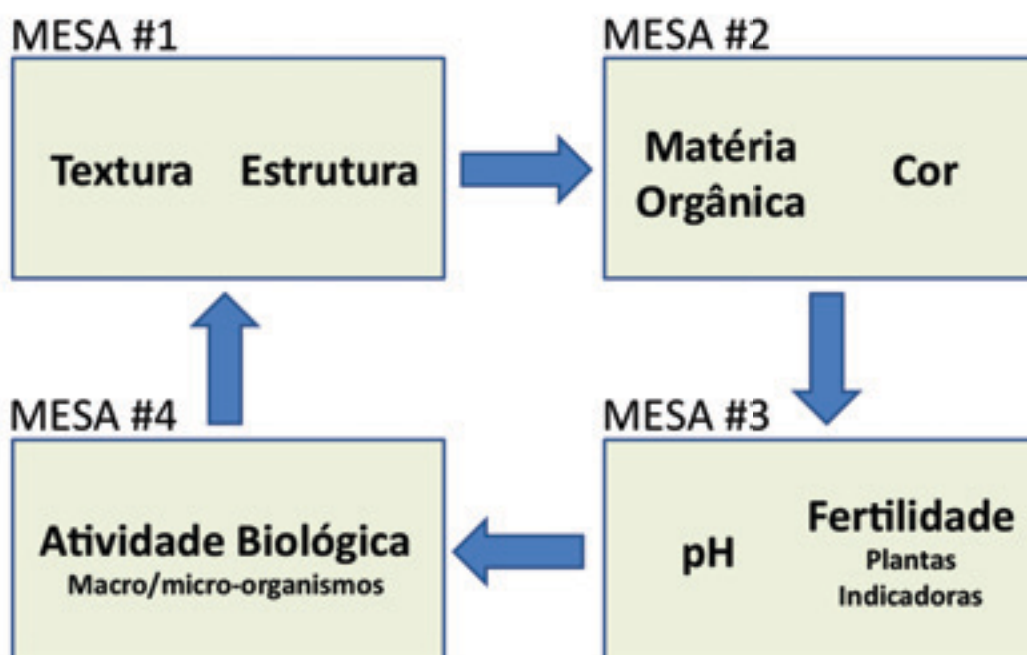 MESA #1
Textura Estrutura
MESA #2
Matéria
Orgânica
Cor
MESA #3
pH
Fertilidade
Plantas
Indicadoras
MESA #4
Atividade Biológica
Macro/micro-organismos